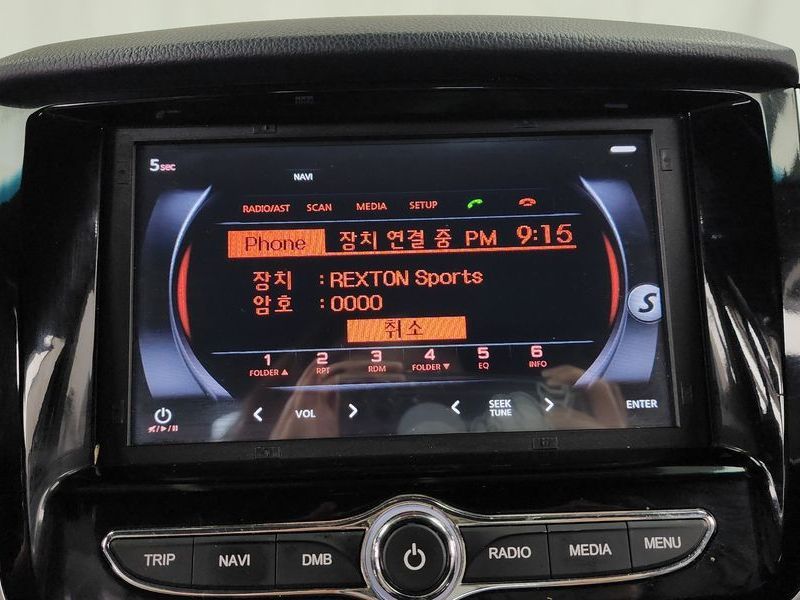 5sec
NAVI
RADIO/AST SCAN MEDIA SETUP
Phone 장치 연결 중 PM 9:15
장치 : REXTON Sports
암호 : 0000
취소
S
1 2 3 4 5 6
FOLDER▲ RPT RDM FOLDER▼ EQ INFO
< VOL > < SEEK TUNE > ENTER
TRIP NAVI DMB RADIO MEDIA MENU